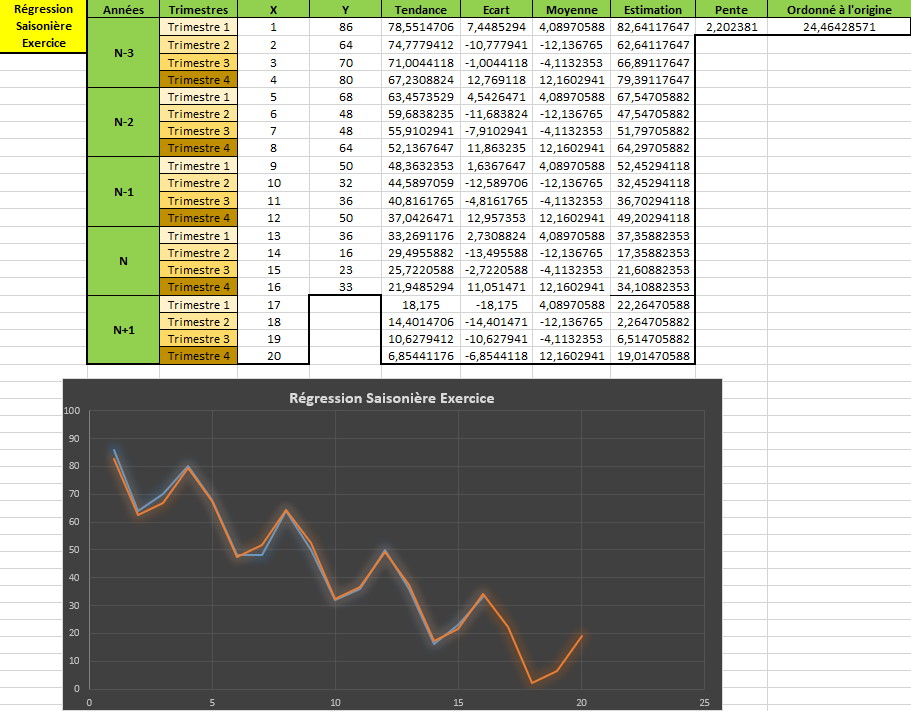 Régression Saisonière Exercice
Années Trimestres X Y Tendance Ecart Moyenne Estimation Pente Ordonné à l'origine
N-3
Trimestre 1 1 86 78,5514706 7,4485294 4,08970588 82,64117647 2,202381 24,46428571
Trimestre 2 2 64 74,7779412 -10,777941 -12,136765 62,64117647
Trimestre 3 3 70 71,0044118 -1,0044118 -4,1132353 66,89117647
Trimestre 4 4 80 67,2308824 12,769118 12,1602941 79,39117647
N-2
Trimestre 1 5 68 63,4573529 4,5426471 4,08970588 67,54705882
Trimestre 2 6 48 59,6838235 -11,683824 -12,136765 47,54705882
Trimestre 3 7 48 55,9102941 -7,9102941 -4,1132353 51,79705882
Trimestre 4 8 64 52,1367647 11,863235 12,1602941 64,29705882
N-1
Trimestre 1 9 50 48,3632353 1,6367647 4,08970588 52,45294118
Trimestre 2 10 32 44,5897059 -12,589706 -12,136765 32,45294118
Trimestre 3 11 36 40,8161765 -4,8161765 -4,1132353 36,70294118
Trimestre 4 12 50 37,0426471 12,957353 12,1602941 49,20294118
N
Trimestre 1 13 36 33,2691176 2,7308824 4,08970588 37,35882353
Trimestre 2 14 16 29,4955882 -13,495588 -12,136765 17,35882353
Trimestre 3 15 23 25,7220588 -2,7220588 -4,1132353 21,60882353
Trimestre 4 16 33 21,9485294 11,051471 12,1602941 34,10882353
N+1
Trimestre 1 17 18,175 -18,175 4,08970588 22,26470588
Trimestre 2 18 14,4014706 -14,401471 -12,136765 2,264705882
Trimestre 3 19 10,6279412 -10,627941 -4,1132353 6,514705882
Trimestre 4 20 6,85441176 -6,8544118 12,1602941 19,01470588
Régression Saisonière Exercice
100
90
80
70
60
50
40
30
20
10
0
0 5 10 15 20 25